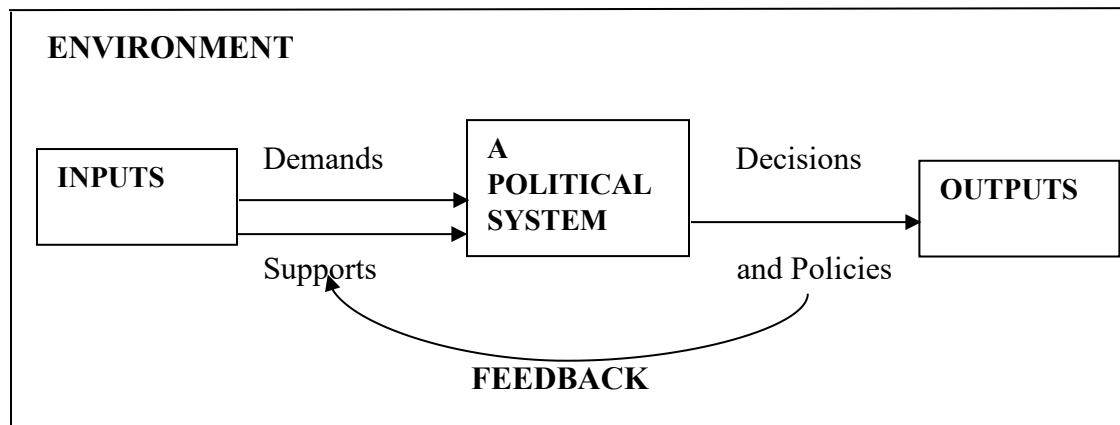 ENVIRONMENT
INPUTS
Demands
Supports
A
POLITICAL
SYSTEM
Decisions
and Policies
OUTPUTS
FEEDBACK